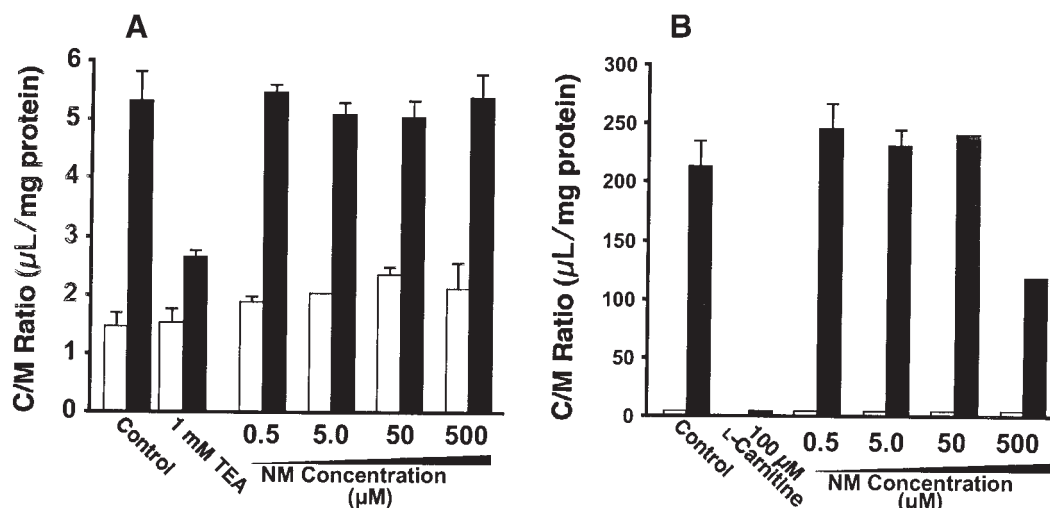 A
C/M Ratio (µL/mg protein)
6
5
4
3
2
1
0
Control
1 mM TEA
0.5
5.0
50
500
NM Concentration
(µM)
B
C/M Ratio (µL/mg protein)
300
250
200
150
100
50
0
Control
100 µM
L-Carnitine
0.5
5.0
50
500
NM Concentration
(µM)